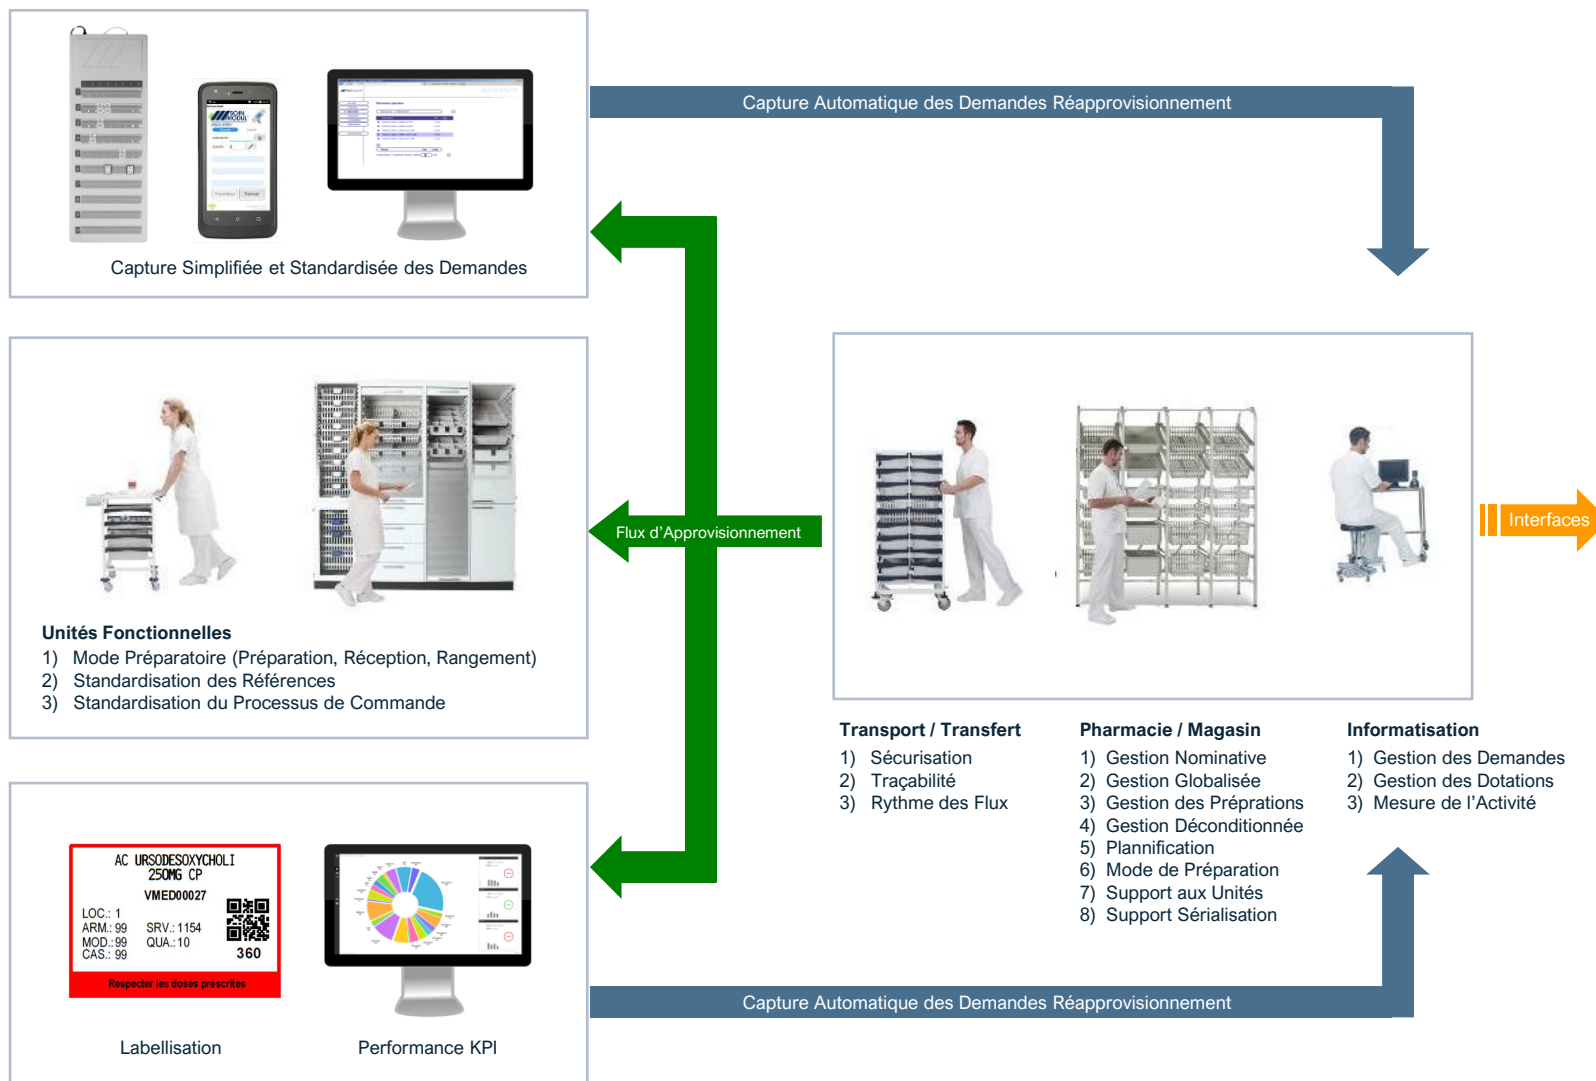 SCAN
MODUL
Transférer
Fermer
Capture Simplifiée et Standardisée des Demandes
Capture Automatique des Demandes Réapprovisionnement
Flux d’Approvisionnement
Interfaces
Unités Fonctionnelles
1) Mode Préparatoire (Préparation, Réception, Rangement)
2) Standardisation des Références
3) Standardisation du Processus de Commande
Transport / Transfert
1) Sécurisation
2) Traçabilité
3) Rythme des Flux
Pharmacie / Magasin
1) Gestion Nominative
2) Gestion Globalisée
3) Gestion des Préprations
4) Gestion Déconditionnée
5) Plannification
6) Mode de Préparation
7) Support aux Unités
8) Support Sérialisation
Informatisation
1) Gestion des Demandes
2) Gestion des Dotations
3) Mesure de l’Activité
AC URSODESOXYCHOLI
250MG CP
VMED00027
LOC.: 1
ARM.: 99 SRV.: 1154
MOD.: 99 QUA.: 10
CAS.: 99
360
Respecter les doses prescrites
Labellisation
Performance KPI
Capture Automatique des Demandes Réapprovisionnement